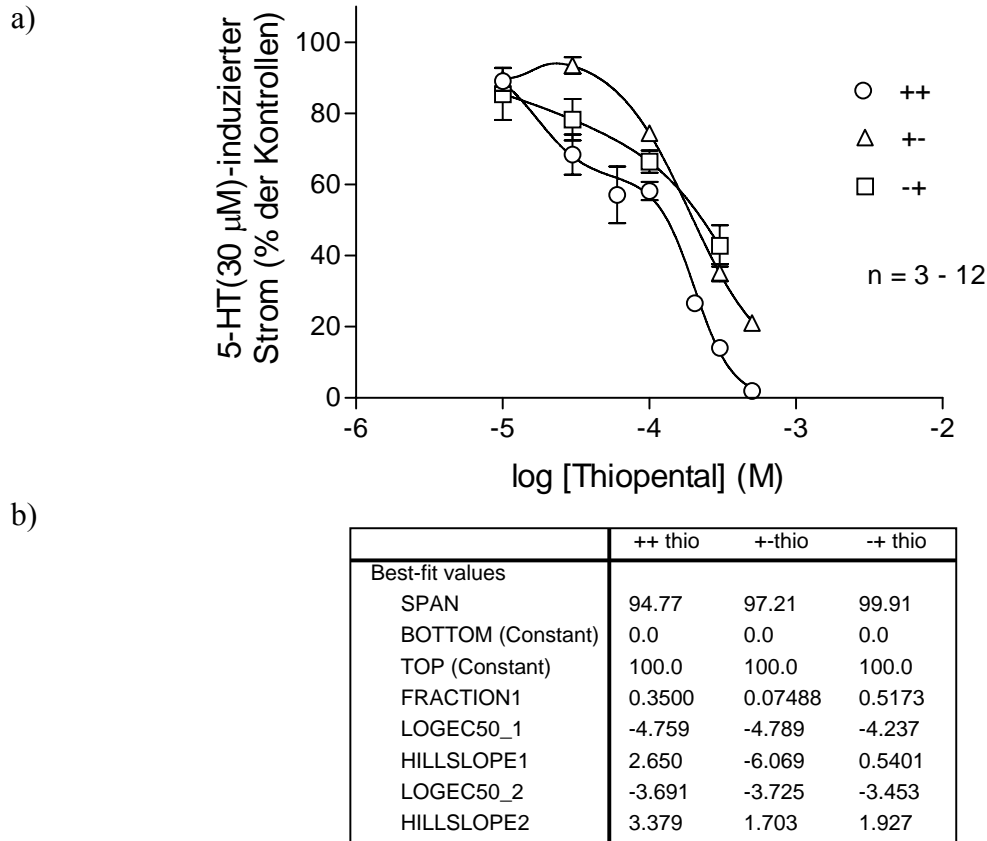 a)
5-HT(30 μM)-induzierter
Strom (% der Kontrollen)
100
80
60
40
20
0
-6 -5 -4 -3 -2
log [Thiopental] (M)
++
+-
-+
n = 3 - 12
b)
++ thio +-thio -+ thio
Best-fit values
SPAN 94.77 97.21 99.91
BOTTOM (Constant) 0.0 0.0 0.0
TOP (Constant) 100.0 100.0 100.0
FRACTION1 0.3500 0.07488 0.5173
LOGEC50_1 -4.759 -4.789 -4.237
HILLSLOPE1 2.650 -6.069 0.5401
LOGEC50_2 -3.691 -3.725 -3.453
HILLSLOPE2 3.379 1.703 1.927